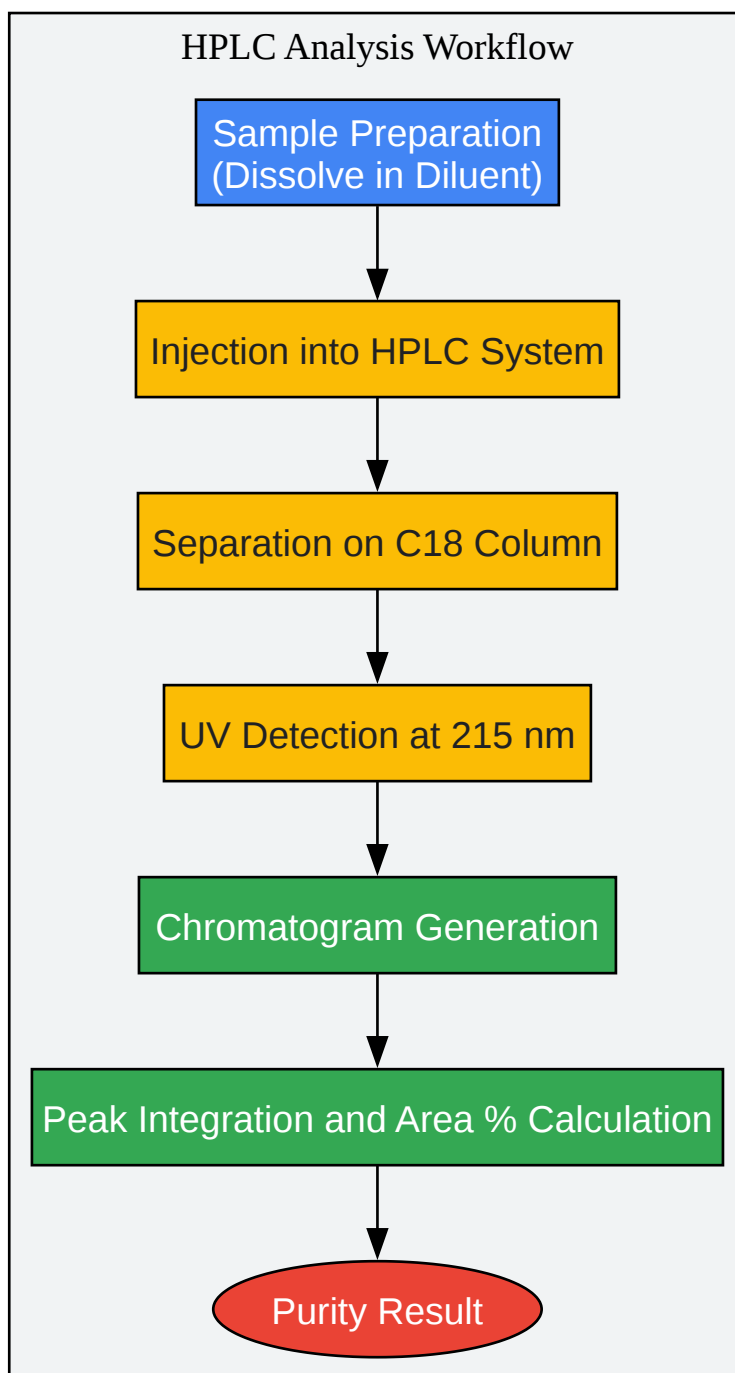 HPLC Analysis Workflow
Sample Preparation
(Dissolve in Diluent)
Injection into HPLC System
Separation on C18 Column
UV Detection at 215 nm
Chromatogram Generation
Peak Integration and Area % Calculation
Purity Result